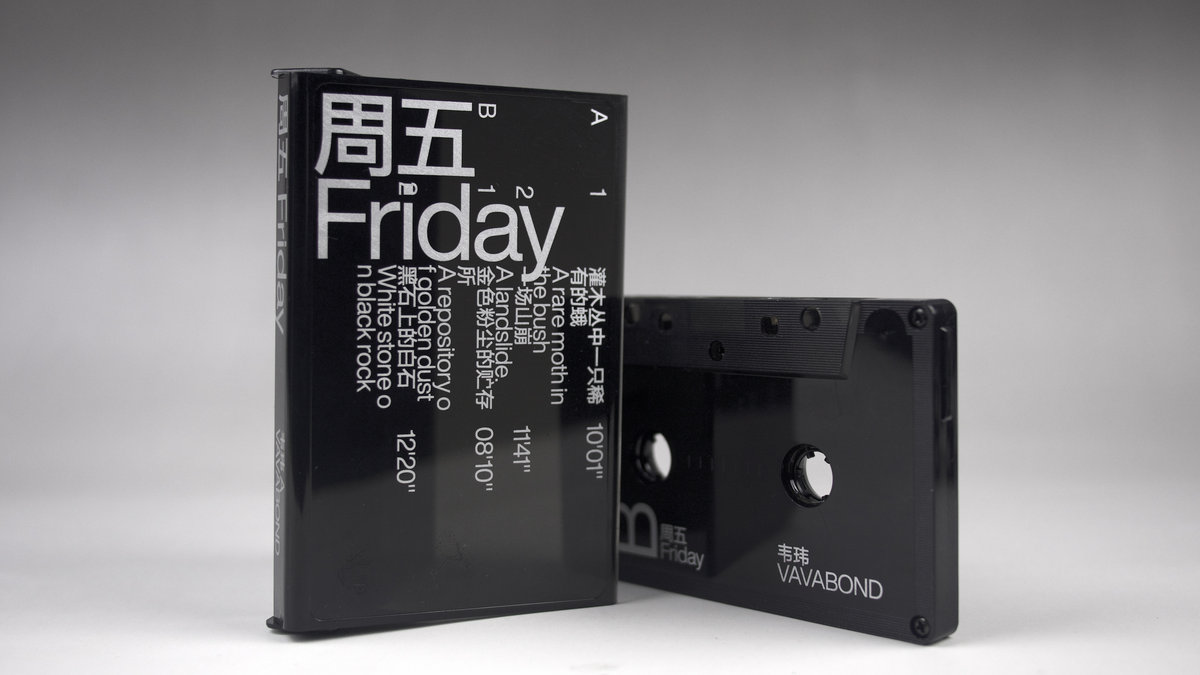 周五
Friday
A
1
灌木丛中一只稀
有的蛾
A rare moth in
the bush
10'01"
2
一场山崩
A landslide.
11'41"
B
1
金色粉尘的贮存
所
A repository o
f golden dust
08'10"
黑石上的白石
White stone o
n black rock
12'20"
周五 Friday
韦玮
VAVABOND
B
周五
Friday
韦玮
VAVABOND